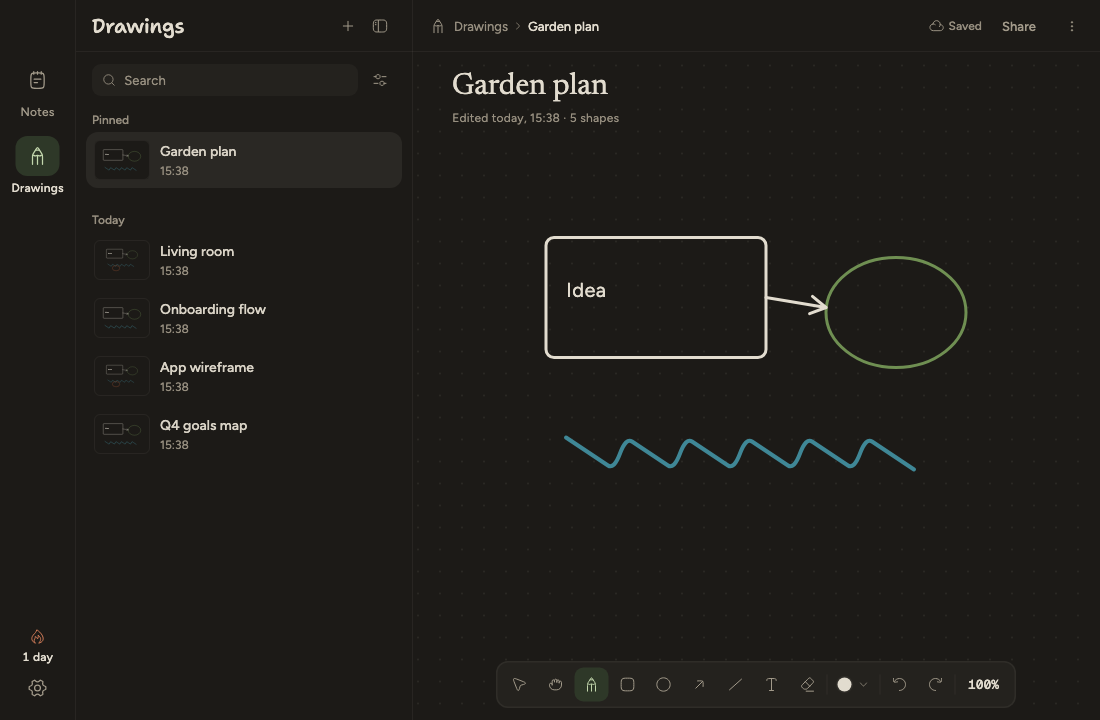 Drawings
Notes
Drawings
1 day
Search
Pinned
Garden plan
15:38
Today
Living room
15:38
Onboarding flow
15:38
App wireframe
15:38
Q4 goals map
15:38
Drawings > Garden plan
Saved
Share
Garden plan
Edited today, 15:38 · 5 shapes
Idea
100%